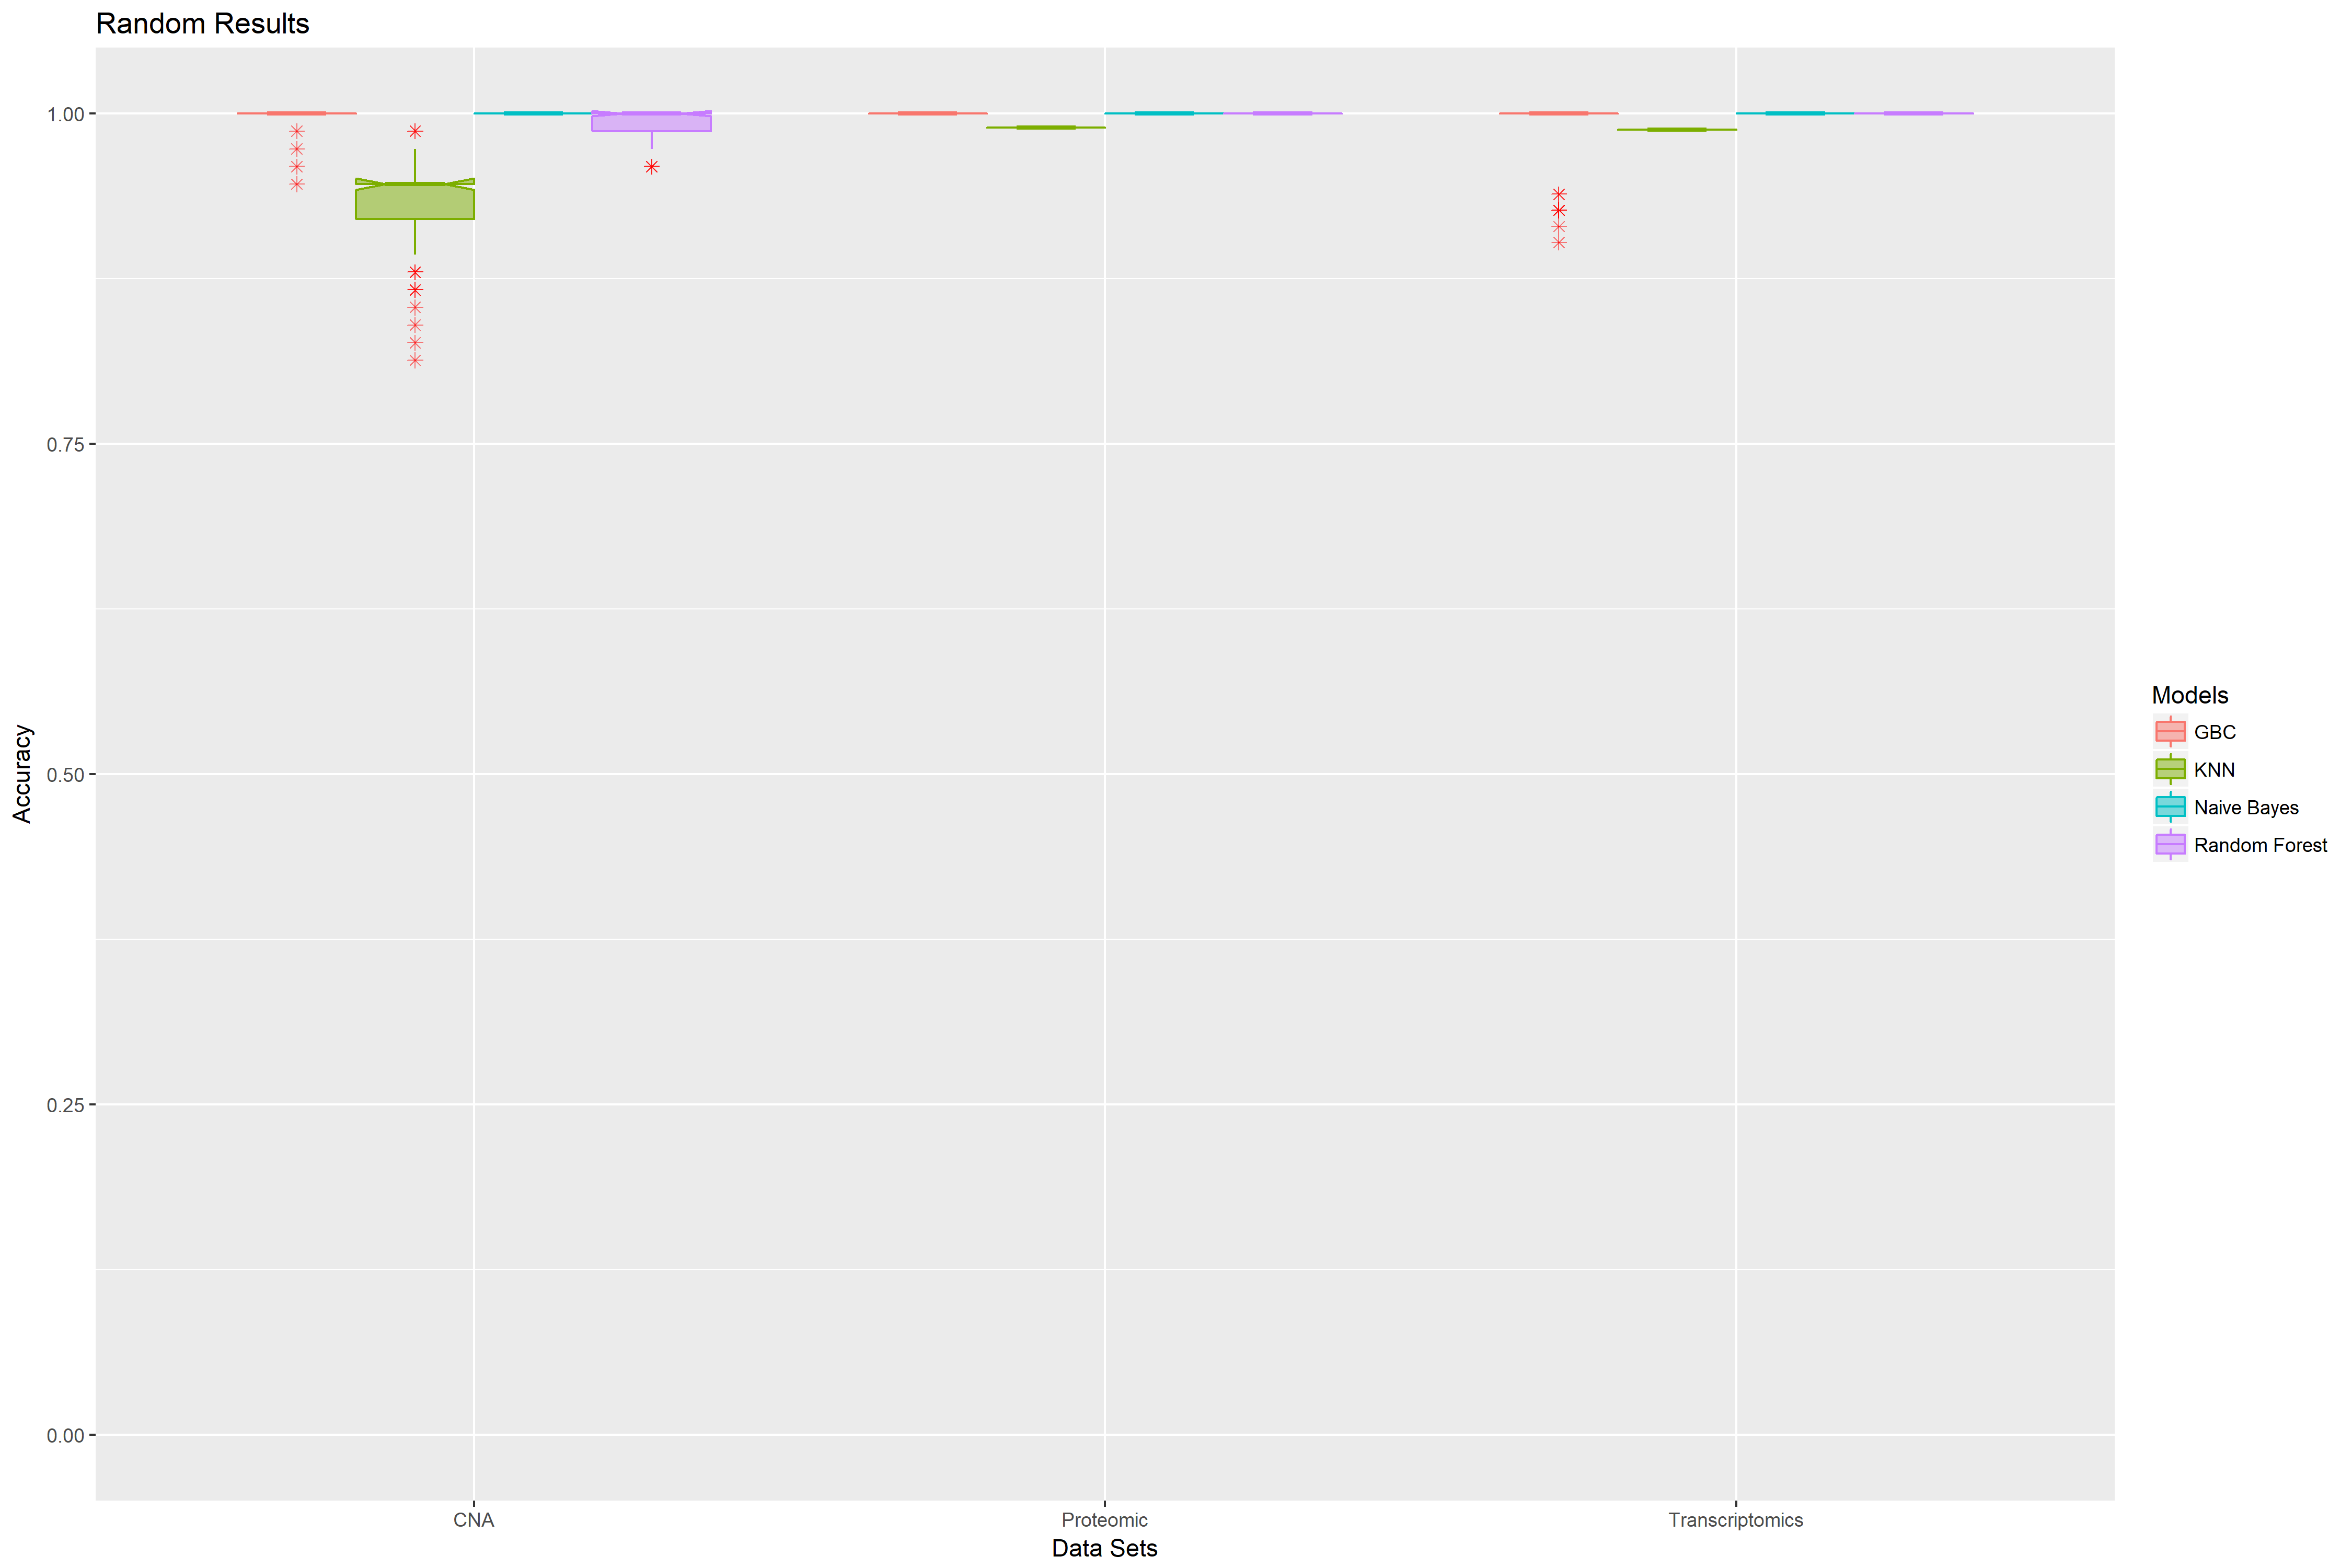 Random Results
1.00
0.75
0.50
0.25
0.00
Accuracy
CNA
Proteomic
Transcriptomics
Data Sets
Models
GBC
KNN
Naive Bayes
Random Forest